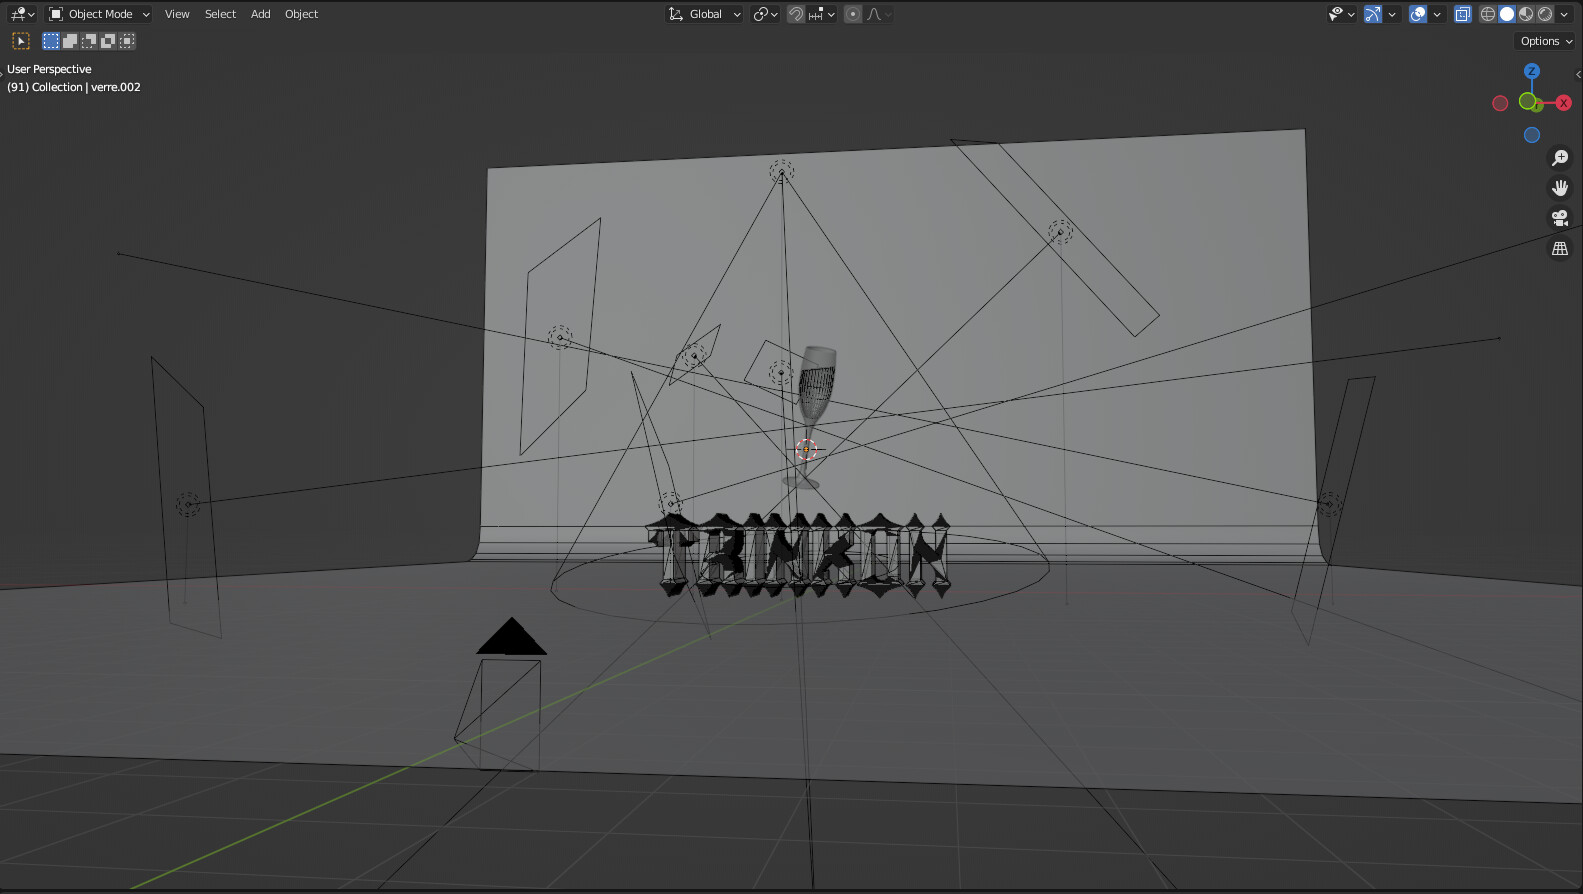 Object Mode View Select Add Object Global
Options
User Perspective
(91) Collection | verre.002
Z
X
TRINKON